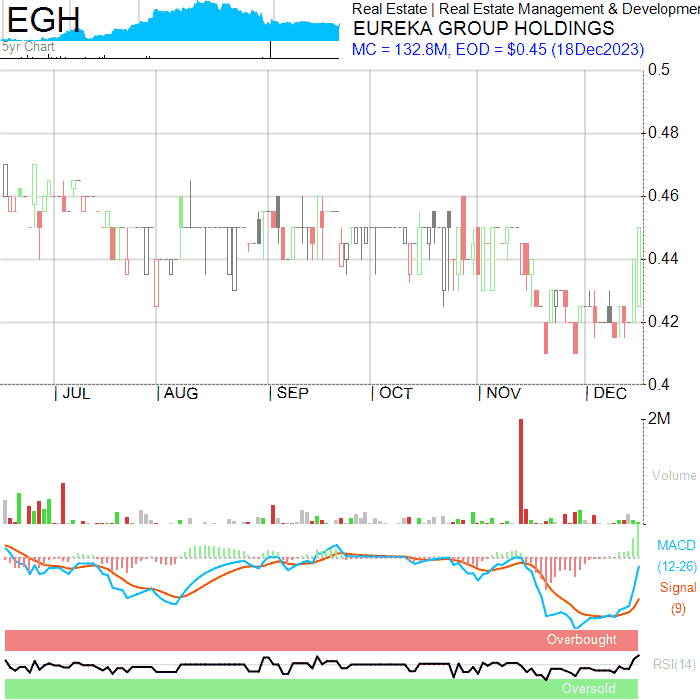 EGH
5yr Chart
Real Estate | Real Estate Management & Developmen
EUREKA GROUP HOLDINGS
MC = 132.8M, EOD = $0.45 (18Dec2023)
0.5
0.48
0.46
0.44
0.42
0.4
| JUL | AUG | SEP | OCT | NOV | DEC
2M
Volume
MACD
(12-26)
Signal
(9)
Overbought
RSI(14)
Oversold